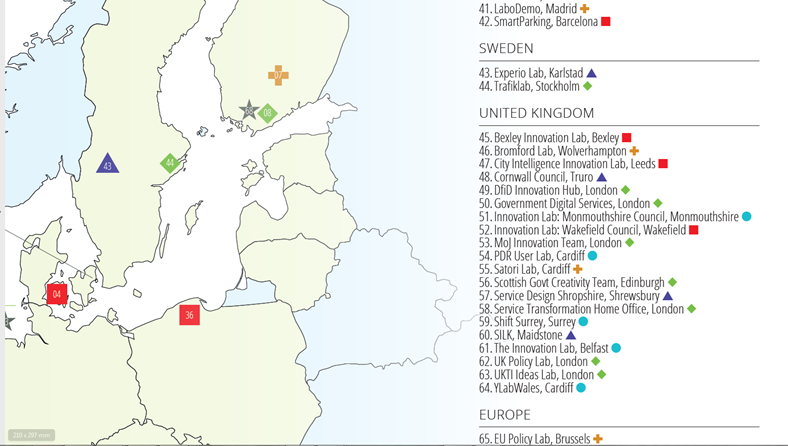 41. LaboDemo, Madrid
42. SmartParking, Barcelona
SWEDEN
43. Experio Lab, Karlstad
44. Trafiklab, Stockholm
UNITED KINGDOM
45. Bexley Innovation Lab, Bexley
46. Bromford Lab, Wolverhampton
47. City Intelligence Innovation Lab, Leeds
48. Cornwall Council, Truro
49. DfiD Innovation Hub, London
50. Government Digital Services, London
51. Innovation Lab: Monmouthshire Council, Monmouthshire
52. Innovation Lab: Wakefield Council, Wakefield
53. MoJ Innovation Team, London
54. PDR User Lab, Cardiff
55. Satori Lab, Cardiff
56. Scottish Govt Creativity Team, Edinburgh
57. Service Design Shropshire, Shrewsbury
58. Service Transformation Home Office, London
59. Shift Surrey, Surrey
60. SILK, Maidstone
61. The Innovation Lab, Belfast
62. UK Policy Lab, London
63. UKTI Ideas Lab, London
64. YLabWales, Cardiff
EUROPE
65. EU Policy Lab, Brussels
07
08
43
44
04
36
210 x 297 mm